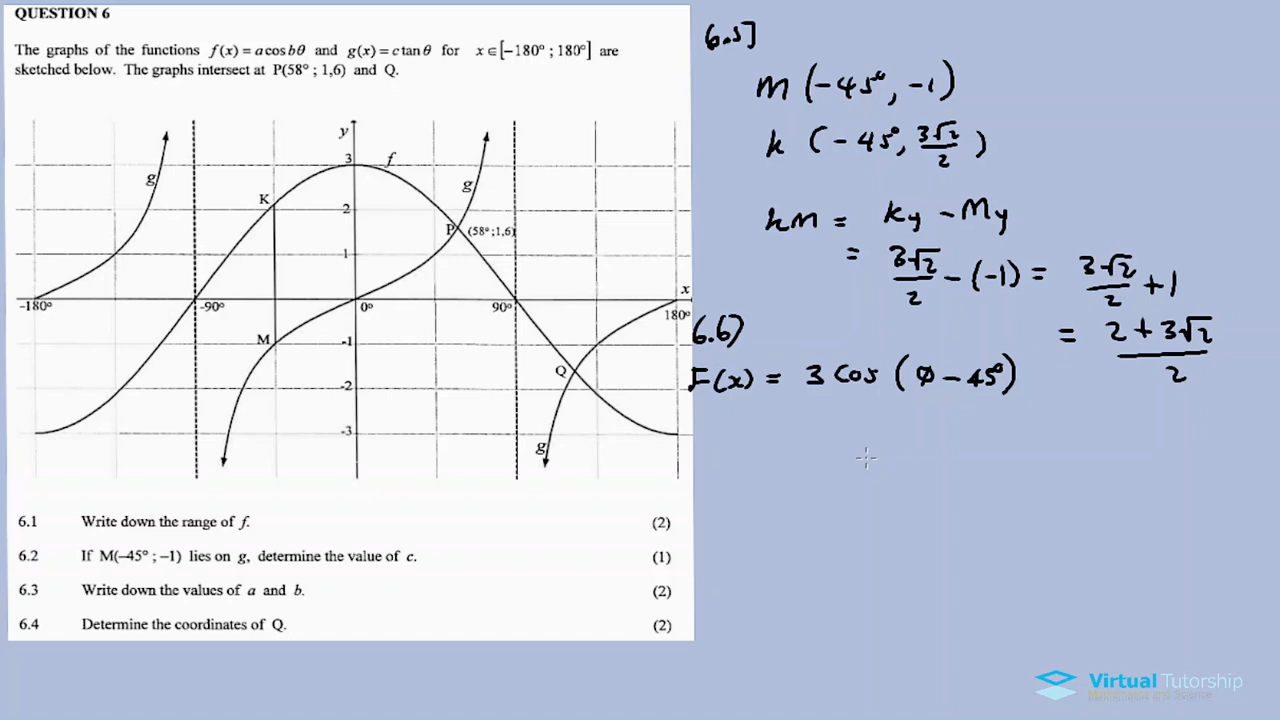 QUESTION 6
The graphs of the functions f(x) = a cos bθ and g(x) = c tan θ for x ∈ [−180° ; 180°] are
sketched below. The graphs intersect at P(58° ; 1,6) and Q.
y
3
f
g
g
K
2
P
(58° ;1,6)
1
x
-180°
-90°
0°
90°
180°
M
-1
Q
-2
-3
g
6.1 Write down the range of f. (2)
6.2 If M(–45° ; –1) lies on g, determine the value of c. (1)
6.3 Write down the values of a and b. (2)
6.4 Determine the coordinates of Q. (2)
6.5]
M (-45°, -1)
K (-45°, 3√2/2)
KM = Ky - My
= 3√2/2 - (-1) = 3√2/2 + 1
= 2 + 3√2/2
6.6)
F(x) = 3 cos (θ - 45°)
Virtual Tutorship
Mathematics and Science